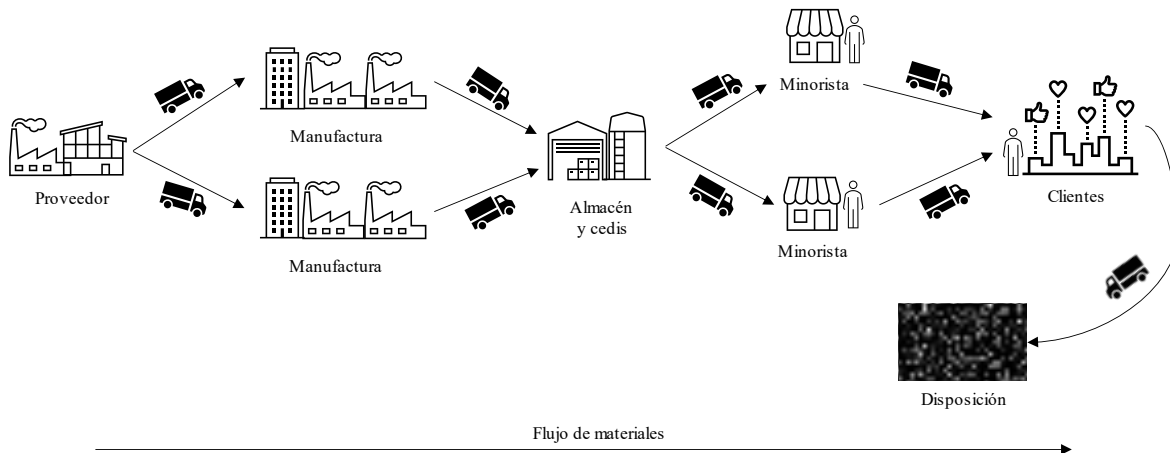 Minorista
Manufactura
Proveedor
Almacén
y cedis
Clientes
Minorista
Manufactura
Disposición
Flujo de materiales